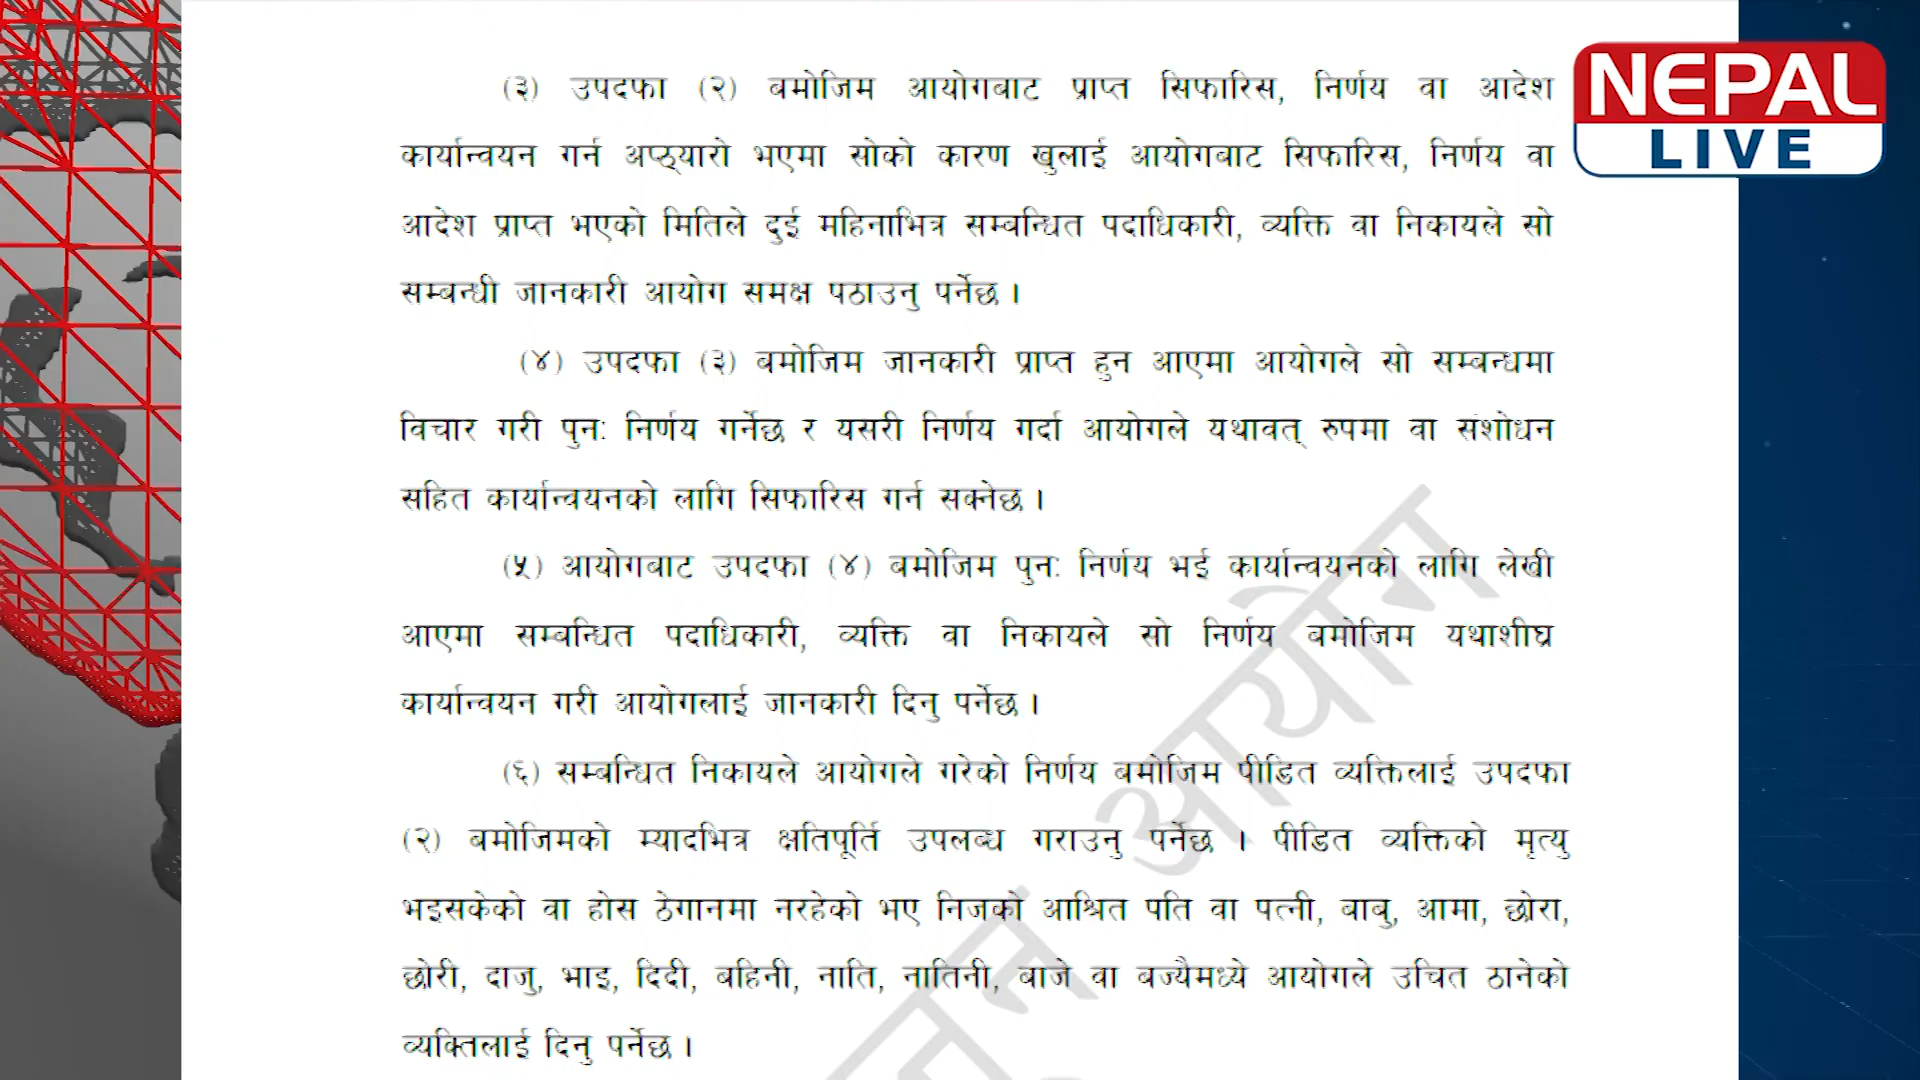 (३) उपदफा (२) बमोजिम आयोगबाट प्राप्त सिफारिस, निर्णय वा आदेश
कार्यान्वयन गर्न अप्ठ्यारो भएमा सोको कारण खुलाई आयोगबाट सिफारिस, निर्णय वा
आदेश प्राप्त भएको मितिले दुई महिनाभित्र सम्बन्धित पदाधिकारी, व्यक्ति वा निकायले सो
सम्बन्धी जानकारी आयोग समक्ष पठाउनु पर्नेछ ।
(४) उपदफा (३) बमोजिम जानकारी प्राप्त हुन आएमा आयोगले सो सम्बन्धमा
विचार गरी पुनः निर्णय गर्नेछ र यसरी निर्णय गर्दा आयोगले यथावत् रुपमा वा संशोधन
सहित कार्यान्वयनको लागि सिफारिस गर्न सक्नेछ ।
(५) आयोगबाट उपदफा (४) बमोजिम पुनः निर्णय भई कार्यान्वयनको लागि लेखी
आएमा सम्बन्धित पदाधिकारी, व्यक्ति वा निकायले सो निर्णय बमोजिम यथाशीघ्र
कार्यान्वयन गरी आयोगलाई जानकारी दिनु पर्नेछ ।
(६) सम्बन्धित निकायले आयोगले गरेको निर्णय बमोजिम पीडित व्यक्तिलाई उपदफा
(२) बमोजिमको म्यादभित्र क्षतिपूर्ति उपलब्ध गराउनु पर्नेछ । पीडित व्यक्तिको मृत्यु
भइसकेको वा होस ठेगानमा नरहेको भए निजको आश्रित पति वा पत्नी, बाबु, आमा, छोरा,
छोरी, दाजु, भाइ, दिदी, बहिनी, नाति, नातिनी, बाजे वा बज्यैमध्ये आयोगले उचित ठानेको
व्यक्तिलाई दिनु पर्नेछ ।
आयोग
NEPAL
LIVE